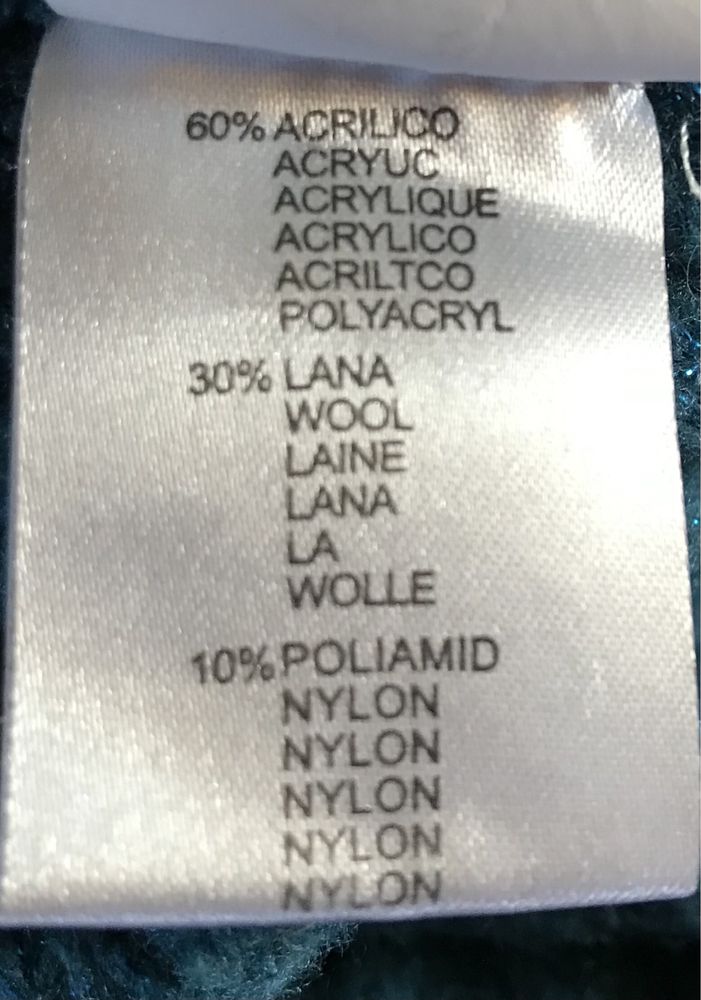 60% ACRILICO
ACRYUC
ACRYLIQUE
ACRYLICO
ACRILTCO
POLYACRYL
30% LANA
WOOL
LAINE
LANA
LA
WOLLE
10% POLIAMID
NYLON
NYLON
NYLON
NYLON
NYLON